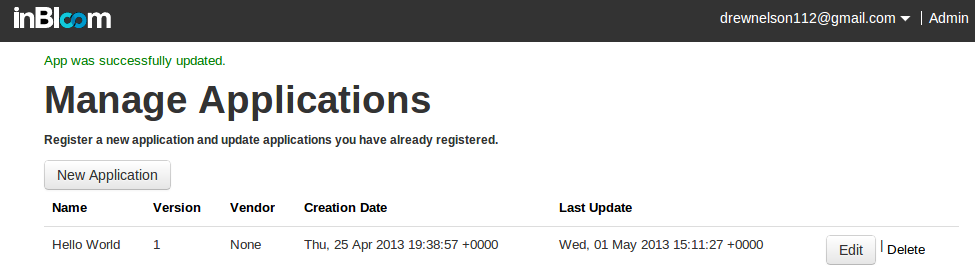 inBloom drewnelson112@gmail.com | Admin
App was successfully updated.
Manage Applications
Register a new application and update applications you have already registered.
New Application
Name Version Vendor Creation Date Last Update
Hello World 1 None Thu, 25 Apr 2013 19:38:57 +0000 Wed, 01 May 2013 15:11:27 +0000 Edit | Delete